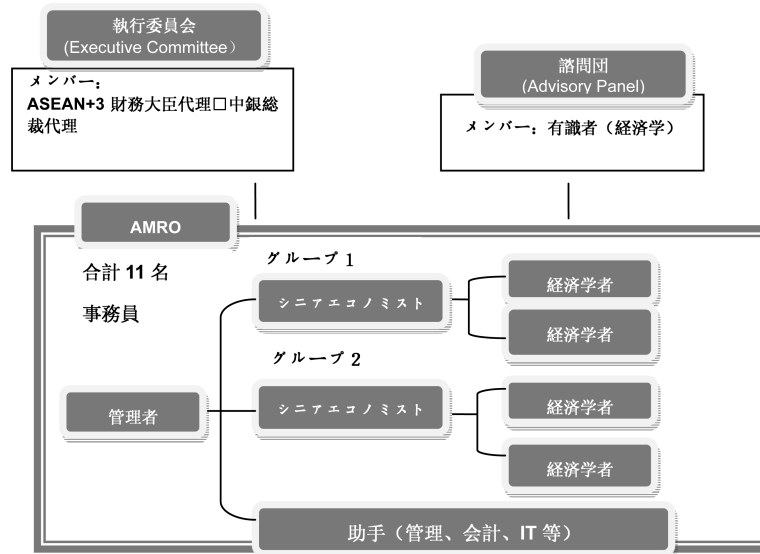 執行委員会
(Executive Committee)
メンバー:
ASEAN+3 財務大臣代理□中銀総
裁代理
諮問団
(Advisory Panel)
メンバー: 有識者（経済学）
AMRO
合計 11 名
事務員
グループ 1
シニアエコノミスト
経済学者
経済学者
グループ 2
シニアエコノミスト
経済学者
経済学者
管理者
助手（管理、会計、IT 等）